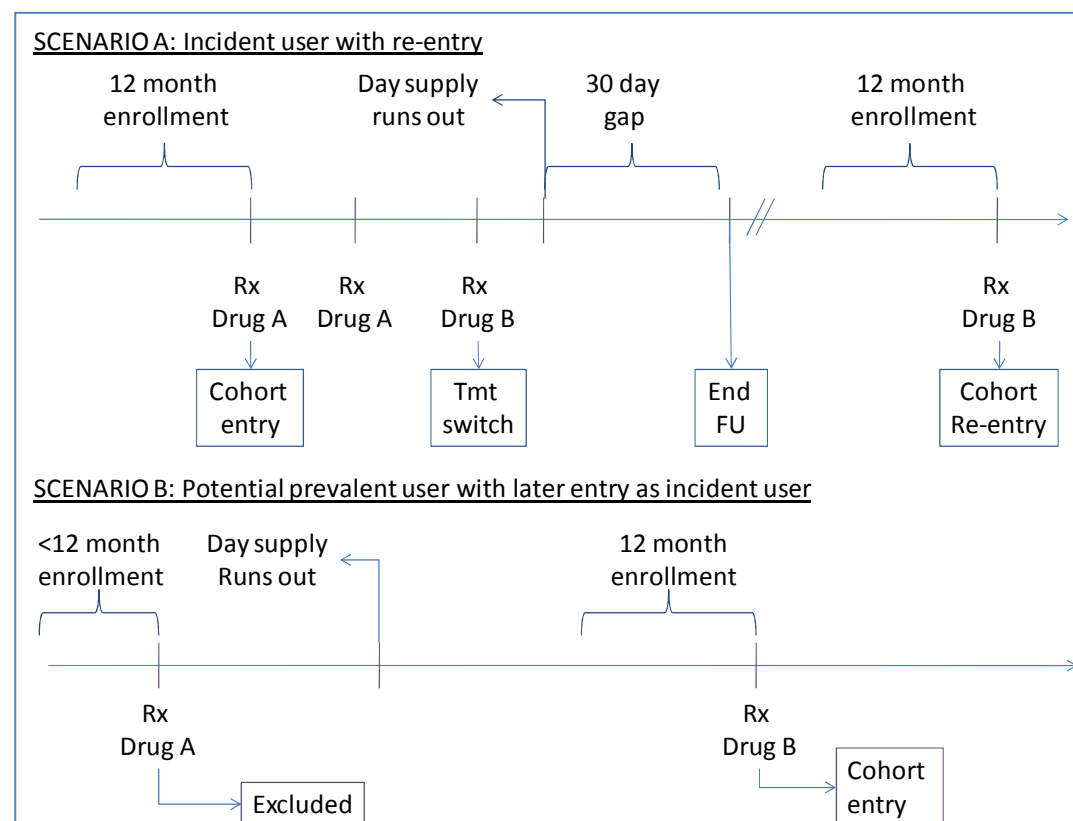 SCENARIO A: Incident user with re-entry
12 month
enrollment
Day supply
runs out
30 day
gap
12 month
enrollment
Rx
Drug A
Rx
Drug A
Rx
Drug B
Rx
Drug B
Cohort
entry
Tmt
switch
End
FU
Cohort
Re-entry
SCENARIO B: Potential prevalent user with later entry as incident user
<12 month
enrollment
Day supply
Runs out
12 month
enrollment
Rx
Drug A
Rx
Drug B
Excluded
Cohort
entry